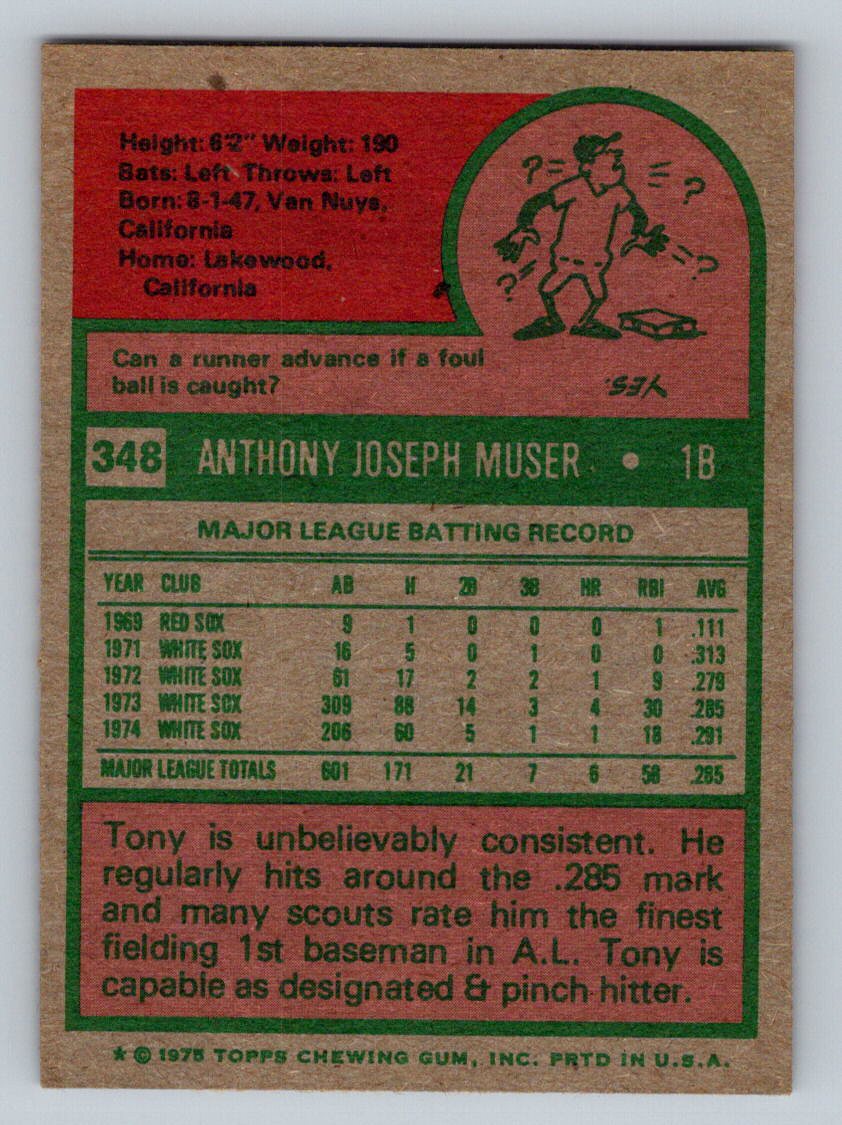 Height: 6'2" Weight: 190
Bats: Left Throws: Left
Born: 8-1-47, Van Nuys,
California
Home: Lakewood,
California
? ? ? ?
Can a runner advance if a foul
ball is caught?
YES.
348 ANTHONY JOSEPH MUSER • 1B
MAJOR LEAGUE BATTING RECORD
YEAR CLUB AB H 2B 3B HR RBI AVG
1969 RED SOX 9 1 0 0 0 1 .111
1971 WHITE SOX 16 5 0 1 0 0 .313
1972 WHITE SOX 61 17 2 2 1 9 .279
1973 WHITE SOX 309 88 14 3 4 30 .285
1974 WHITE SOX 206 60 5 1 1 18 .291
MAJOR LEAGUE TOTALS 601 171 21 7 6 58 .285
Tony is unbelievably consistent. He
regularly hits around the .285 mark
and many scouts rate him the finest
fielding 1st baseman in A.L. Tony is
capable as designated & pinch-hitter.
★ © 1975 TOPPS CHEWING GUM, INC. PRTD IN U.S.A.